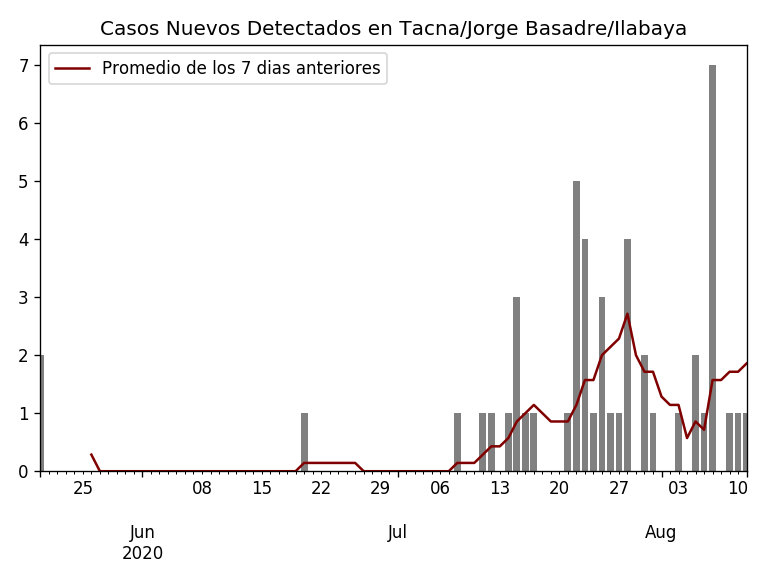 Casos Nuevos Detectados en Tacna/Jorge Basadre/Ilabaya
Promedio de los 7 dias anteriores
7
6
5
4
3
2
1
0
25 08 15 22 29 06 13 20 27 03 10
Jun Jul Aug
2020